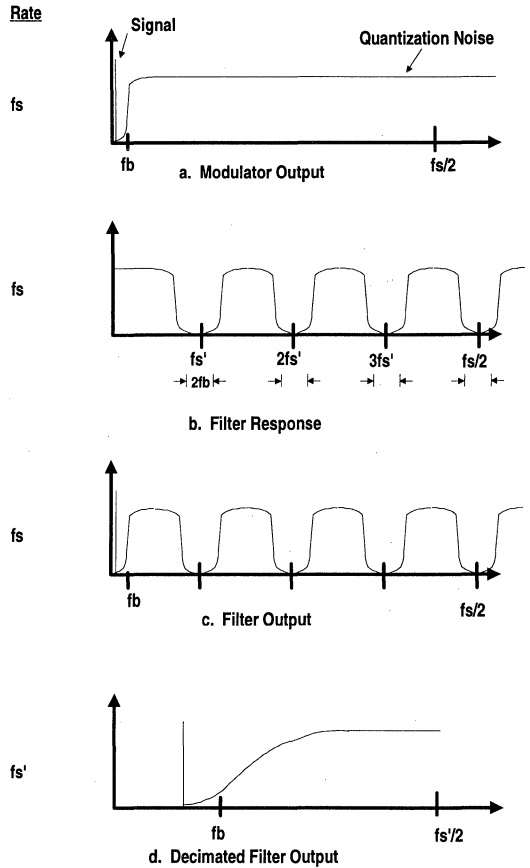 Rate
Signal
Quantization Noise
fs
fb
fs/2
a. Modulator Output
fs
fs'
2fs'
3fs'
fs/2
2fb
b. Filter Response
fs
fb
fs/2
c. Filter Output
fs'
fb
fs'/2
d. Decimated Filter Output